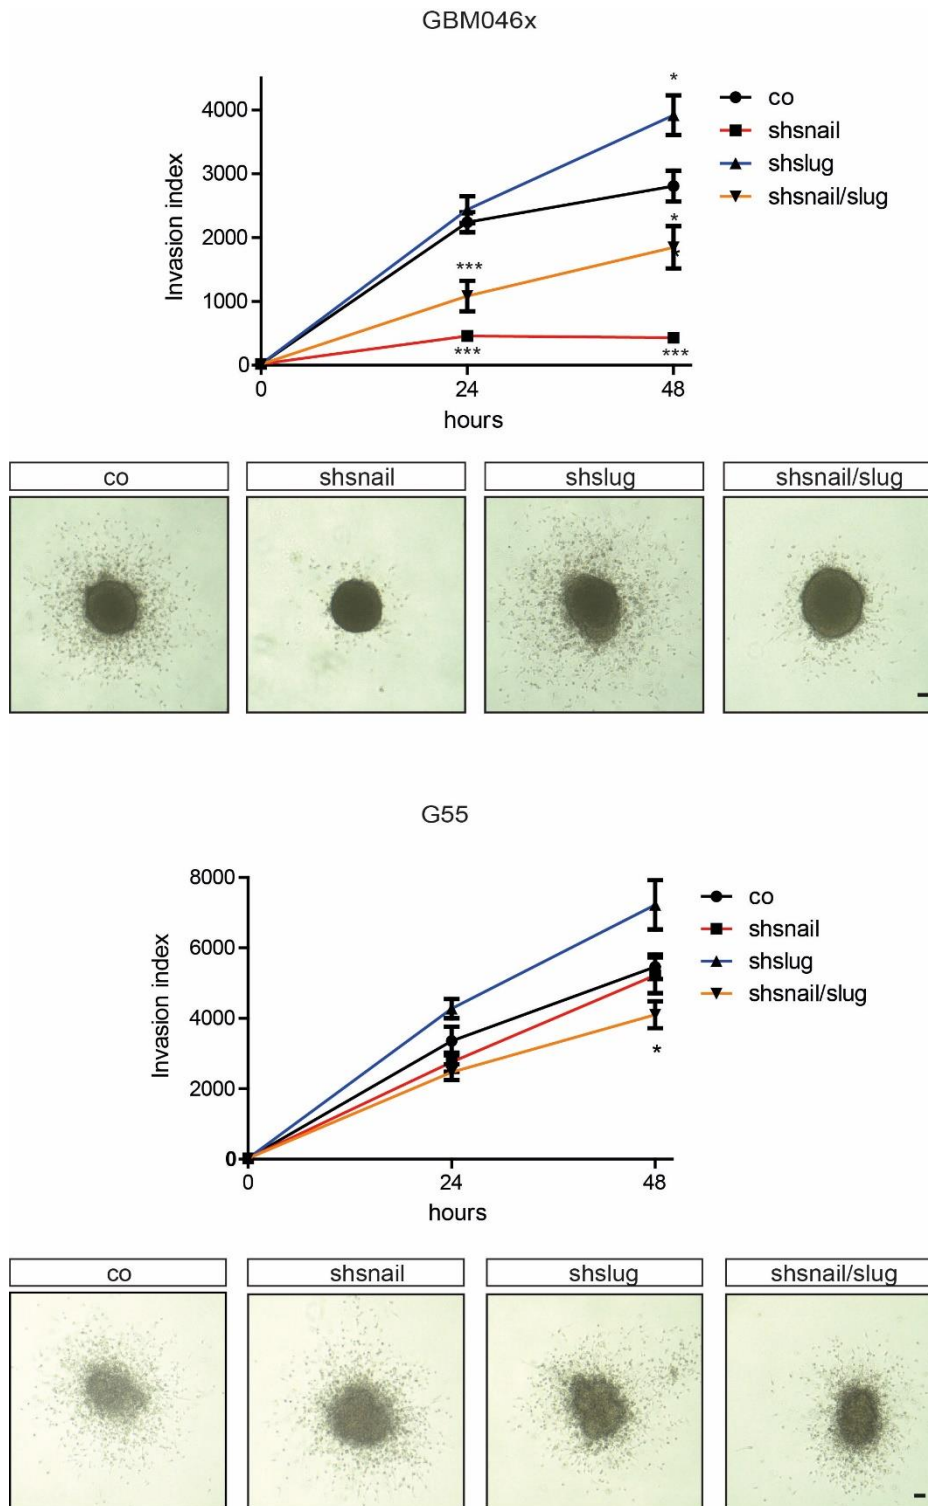 GBM046x
4000
3000
2000
1000
0
Invasion index
0 24 48
hours
*
***
***
*
*
***
co
shsnail
shslug
shsnail/slug
co shsnail shslug shsnail/slug
G55
8000
6000
4000
2000
0
Invasion index
0 24 48
hours
*
co
shsnail
shslug
shsnail/slug
co shsnail shslug shsnail/slug